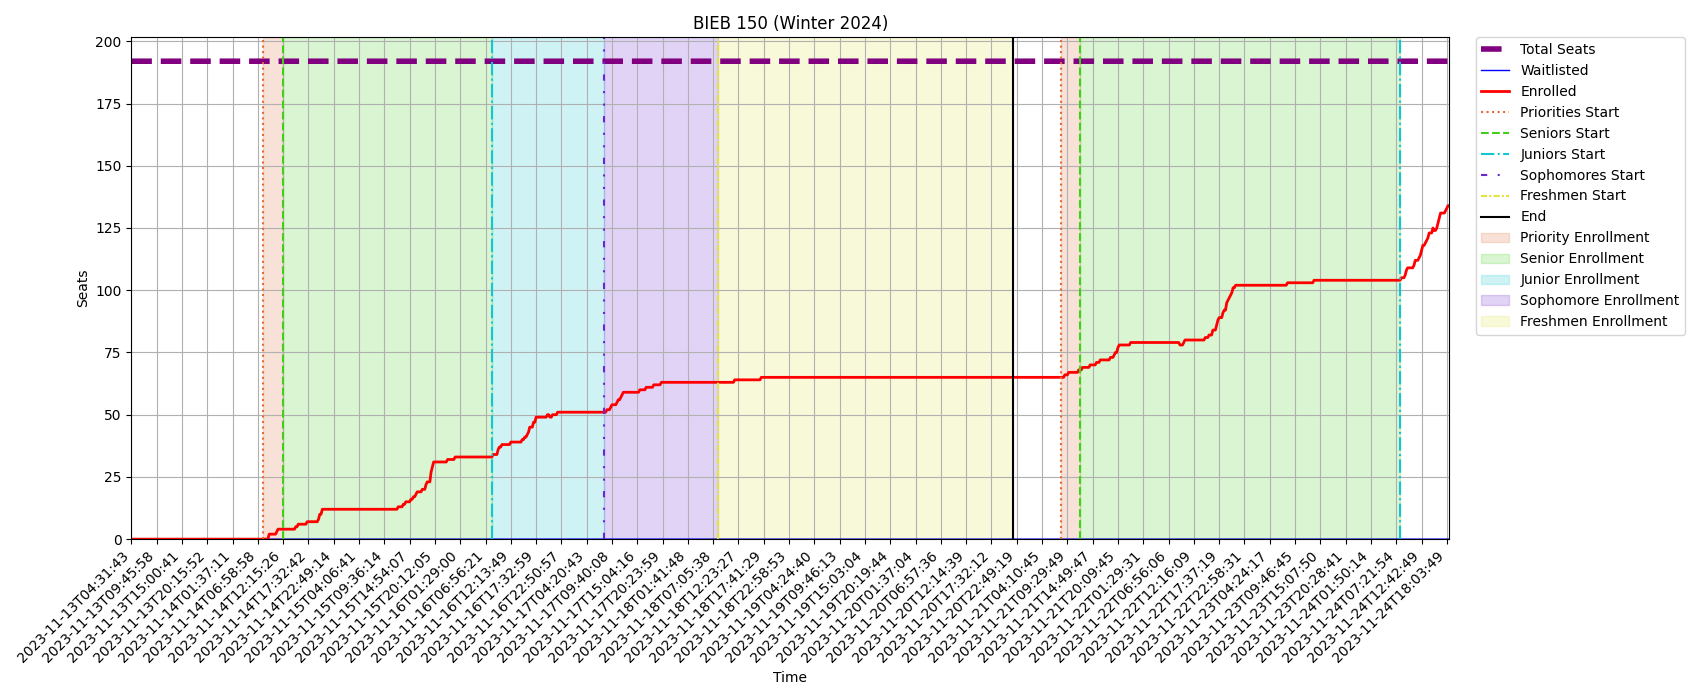 BIEB 150 (Winter 2024)
200
175
150
125
100
75
50
25
0
Seats
2023-11-13T04:31:43
2023-11-13T09:45:58
2023-11-13T15:00:41
2023-11-13T20:15:52
2023-11-14T01:37:11
2023-11-14T06:58:58
2023-11-14T12:15:26
2023-11-14T17:32:42
2023-11-14T22:49:14
2023-11-15T04:06:41
2023-11-15T09:36:14
2023-11-15T14:54:07
2023-11-15T20:12:05
2023-11-16T01:29:00
2023-11-16T06:56:21
2023-11-16T12:13:49
2023-11-16T17:32:59
2023-11-16T22:50:57
2023-11-17T04:20:43
2023-11-17T09:40:08
2023-11-17T15:04:16
2023-11-17T20:23:59
2023-11-18T01:41:48
2023-11-18T07:05:38
2023-11-18T12:23:27
2023-11-18T17:41:29
2023-11-18T22:58:53
2023-11-19T04:24:40
2023-11-19T09:46:13
2023-11-19T15:03:04
2023-11-19T20:19:44
2023-11-20T01:37:04
2023-11-20T06:57:36
2023-11-20T12:14:39
2023-11-20T17:32:12
2023-11-20T22:49:19
2023-11-21T04:10:45
2023-11-21T09:29:49
2023-11-21T14:49:47
2023-11-21T20:09:45
2023-11-22T01:29:31
2023-11-22T06:56:06
2023-11-22T12:16:09
2023-11-22T17:37:19
2023-11-22T22:58:31
2023-11-23T04:24:17
2023-11-23T09:46:45
2023-11-23T15:07:50
2023-11-23T20:28:41
2023-11-24T01:50:14
2023-11-24T07:21:54
2023-11-24T12:42:49
2023-11-24T18:03:49
Time
Total Seats
Waitlisted
Enrolled
Priorities Start
Seniors Start
Juniors Start
Sophomores Start
Freshmen Start
End
Priority Enrollment
Senior Enrollment
Junior Enrollment
Sophomore Enrollment
Freshmen Enrollment